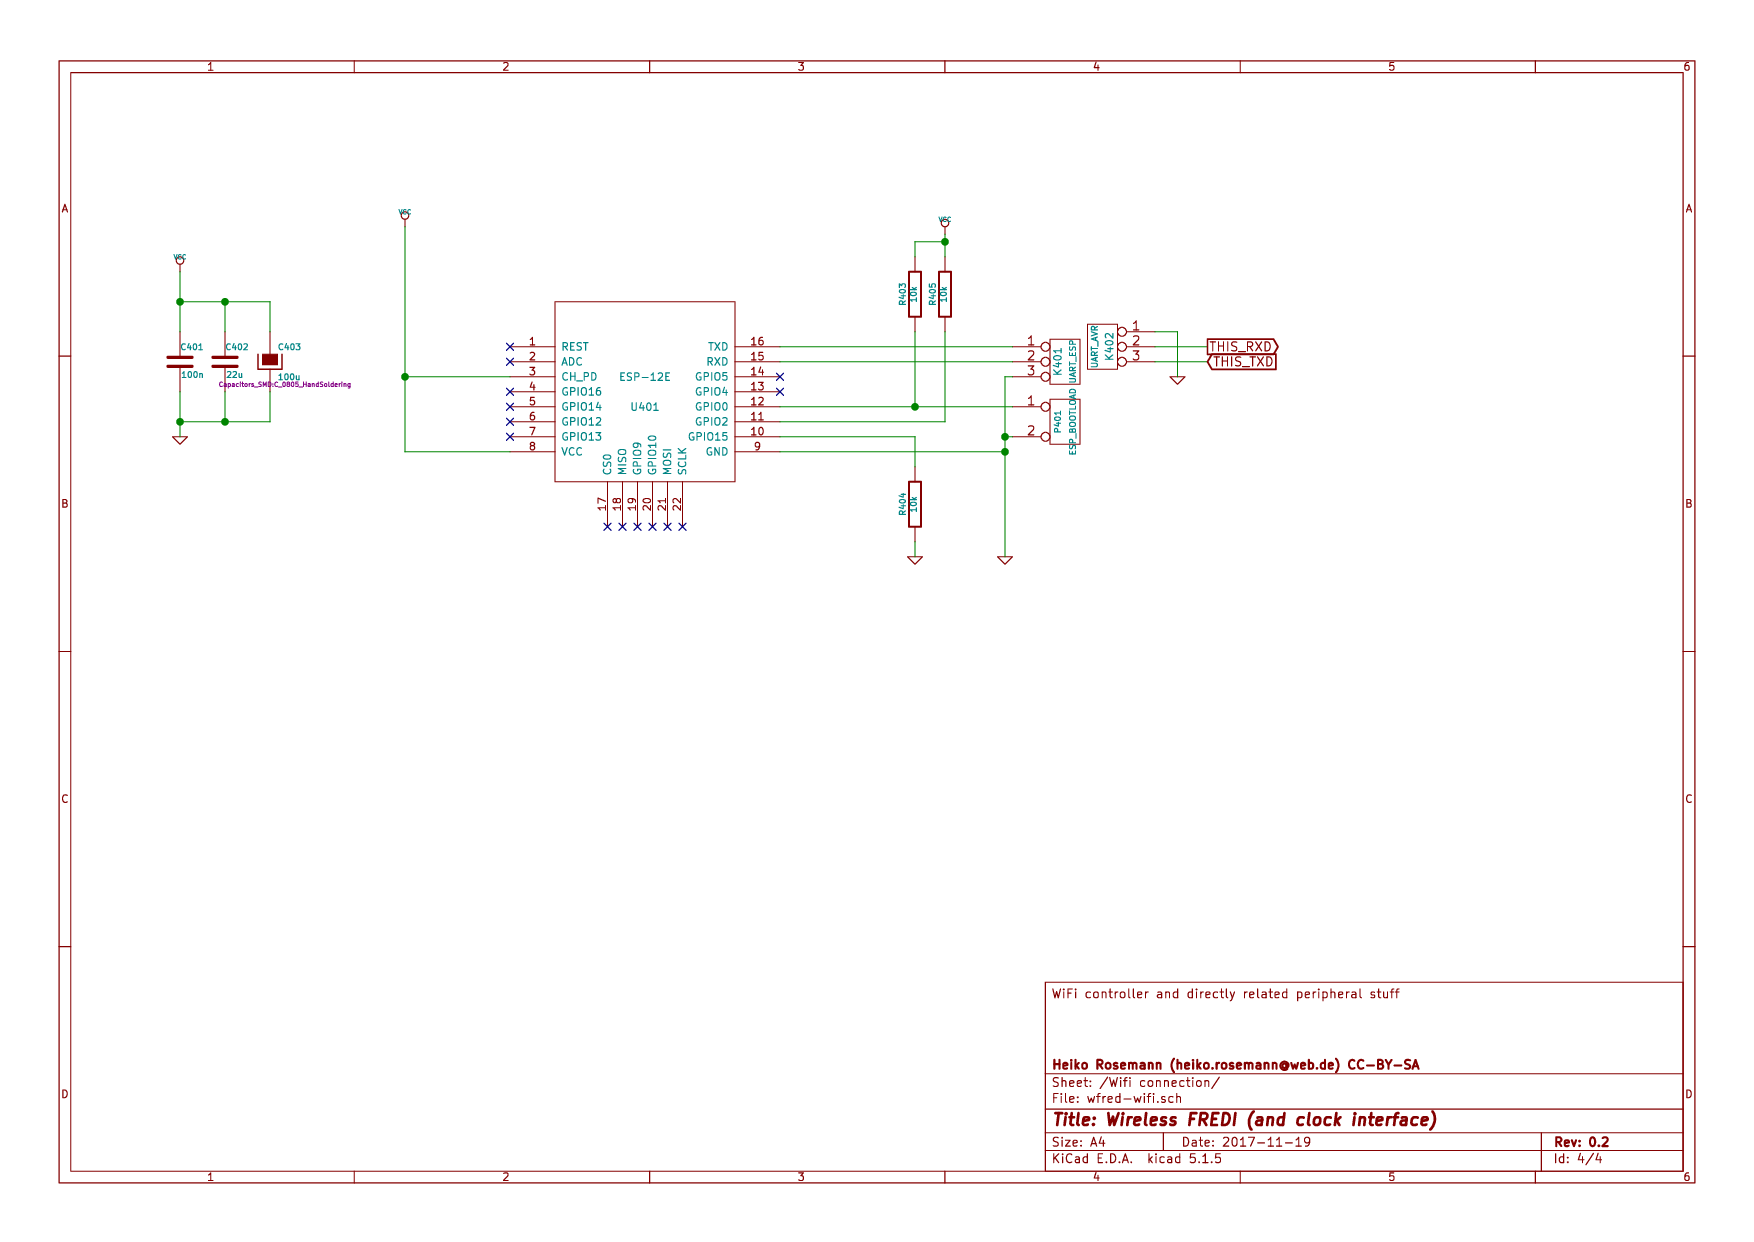 1 2 3 4 5 6
A A
B B
C C
D D
VCC
C401
100n
C402
22u
C403
100u
Capacitors_SMD:C_0805_HandSoldering
VCC
1 REST
2 ADC
3 CH_PD
4 GPIO16
5 GPIO14
6 GPIO12
7 GPIO13
8 VCC
ESP-12E
U401
TXD 16
RXD 15
GPIO5 14
GPIO4 13
GPIO0 12
GPIO2 11
GPIO15 10
GND 9
CS0 17
MISO 18
GPIO9 19
GPIO10 20
MOSI 21
SCLK 22
VCC
R403
10k
R405
10k
R404
10k
1
2
3
K401
UART_ESP
UART_AVR
K402
1
2
3
THIS_RXD
THIS_TXD
1
2
P401
ESP_BOOTLOAD
WiFi controller and directly related peripheral stuff
Heiko Rosemann (heiko.rosemann@web.de) CC-BY-SA
Sheet: /Wifi connection/
File: wfred-wifi.sch
Title: Wireless FREDI (and clock interface)
Size: A4 Date: 2017-11-19 Rev: 0.2
KiCad E.D.A. kicad 5.1.5 Id: 4/4
1 2 3 4 5 6